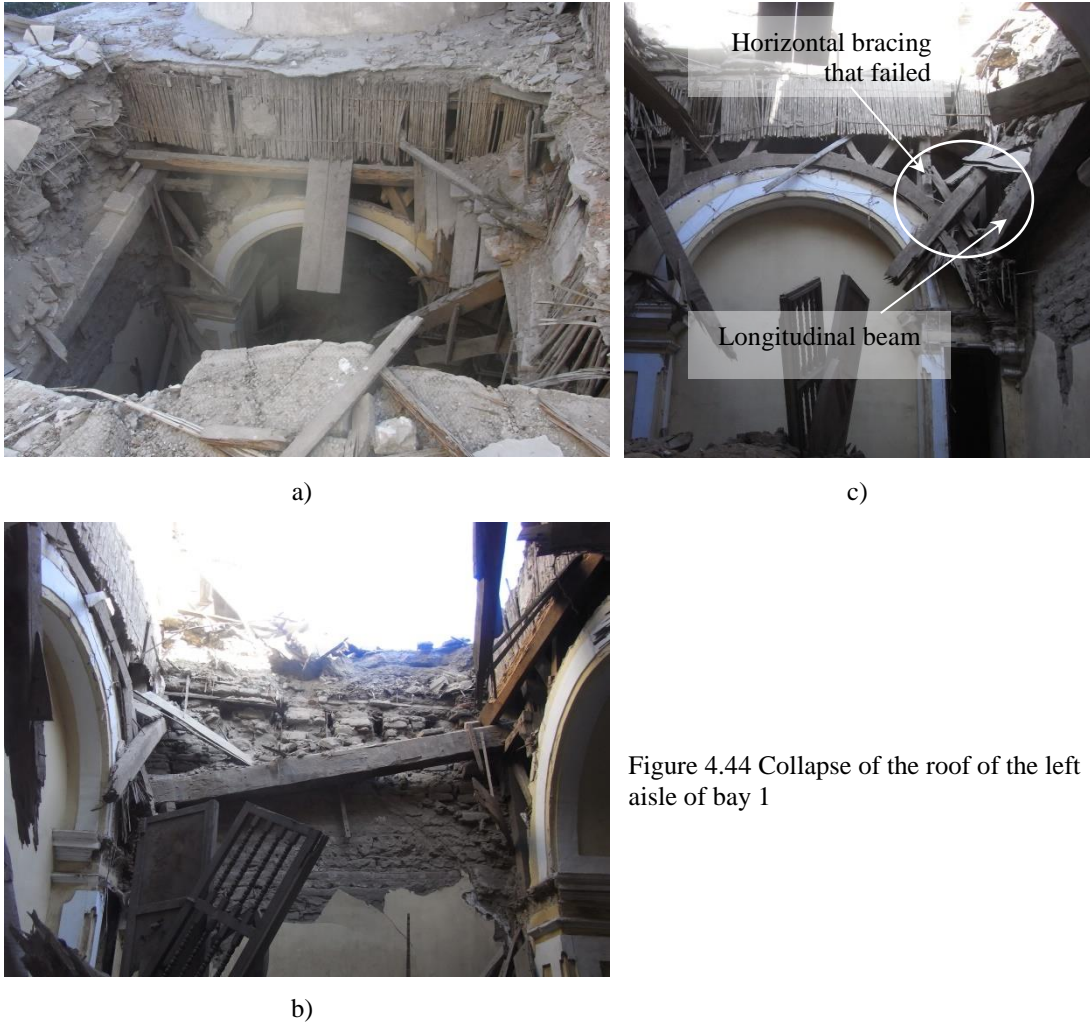 Horizontal bracing
that failed
Longitudinal beam
a)
c)
b)
Figure 4.44 Collapse of the roof of the left
aisle of bay 1